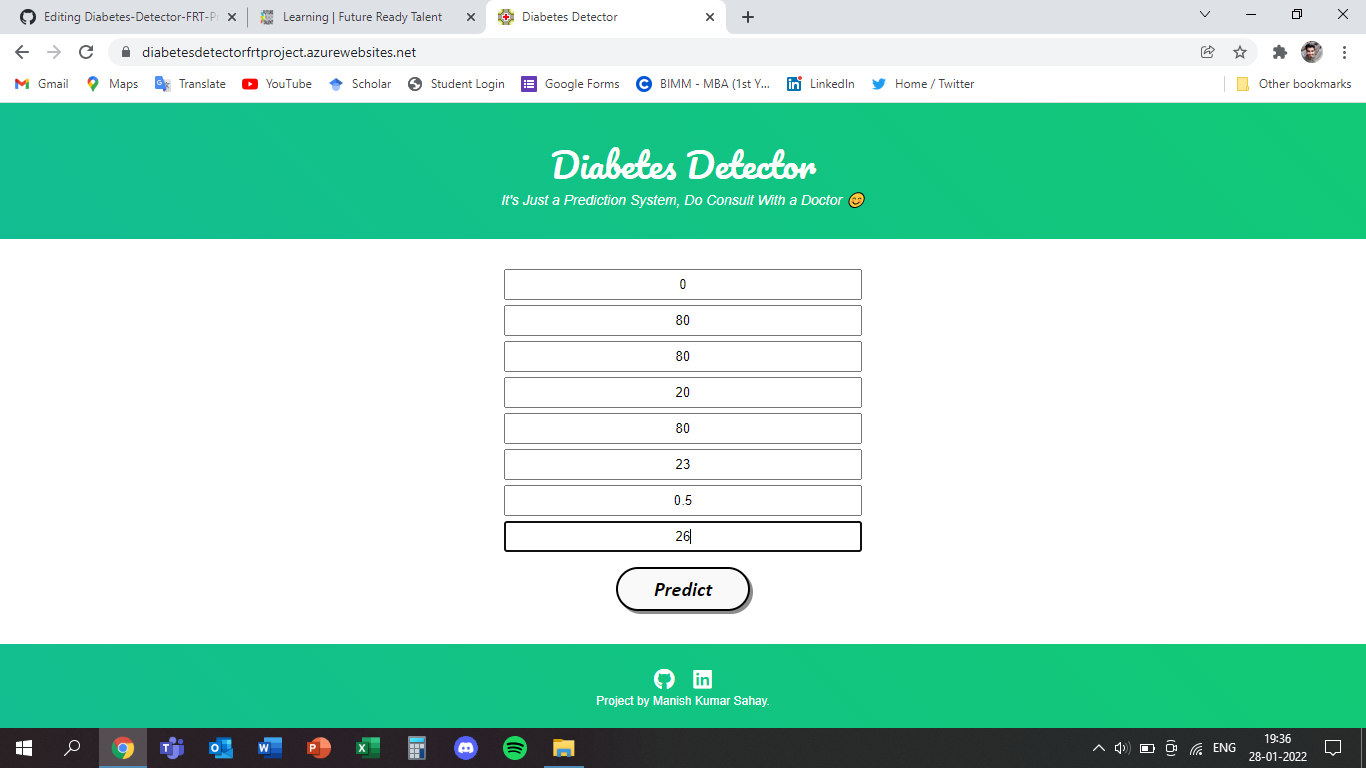 Editing Diabetes-Detector-FRT-Pr
Learning | Future Ready Talent
Diabetes Detector
diabetesdetectorfrtproject.azurewebsites.net
Gmail
Maps
Translate
YouTube
Scholar
Student Login
Google Forms
BIMM - MBA (1st Y...
LinkedIn
Home / Twitter
Other bookmarks
Diabetes Detector
It's Just a Prediction System, Do Consult With a Doctor 😊
0
80
80
20
80
23
0.5
26
Predict
Project by Manish Kumar Sahay.
ENG
19:36
28-01-2022